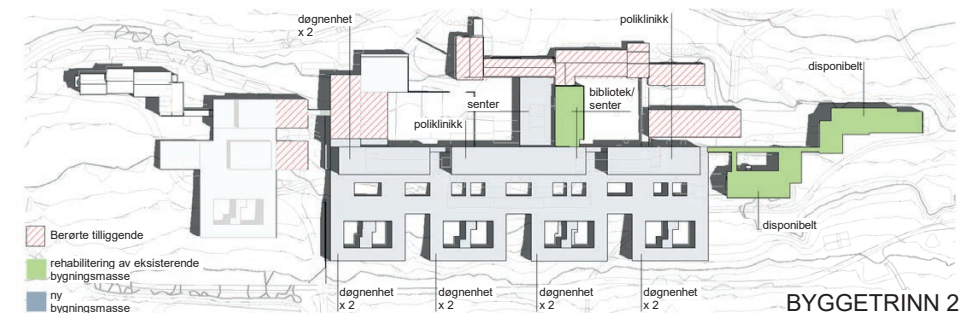 døgnenhet
x 2
poliklinikk
disponibelt
bibliotek/
senter
senter
poliklinikk
disponibelt
Berørte tilliggende
rehabilitering av eksisterende
bygningsmasse
ny
bygningsmasse
døgnenhet
x 2
døgnenhet
x 2
døgnenhet
x 2
døgnenhet
x 2
BYGGETRINN 2